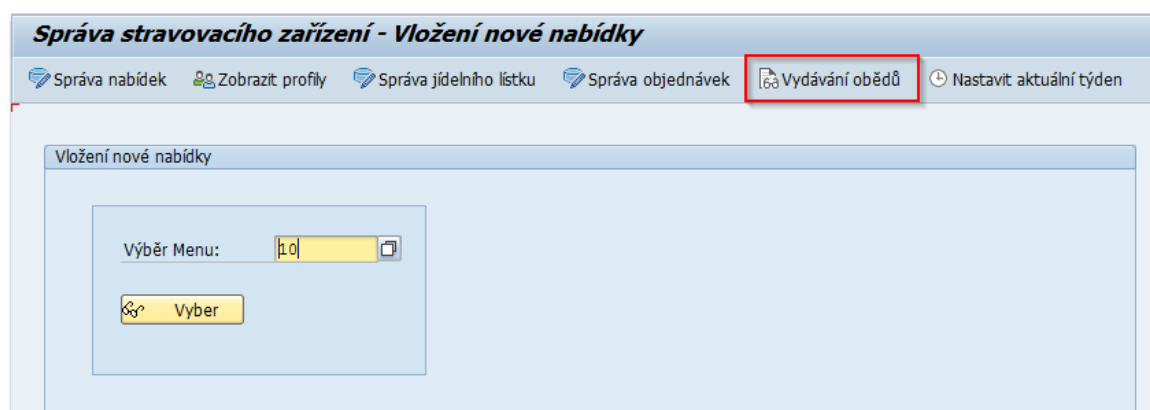 Správa stravovacího zařízení - Vložení nové nabídky
Správa nabídek Zobrazit profily Správa jídelního lístku Správa objednávek Vydávání obědů Nastavit aktuální týden
Vložení nové nabídky
Výběr Menu: 10
Vyber